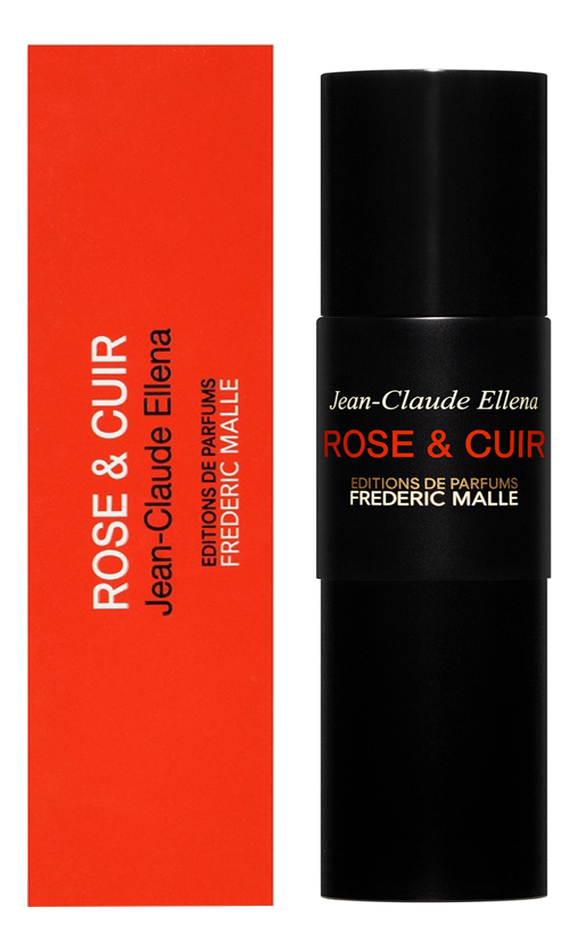 ROSE & CUIR
Jean-Claude Ellena
EDITIONS DE PARFUMS
FREDERIC MALLE
Jean-Claude Ellena
ROSE & CUIR
EDITIONS DE PARFUMS
FREDERIC MALLE